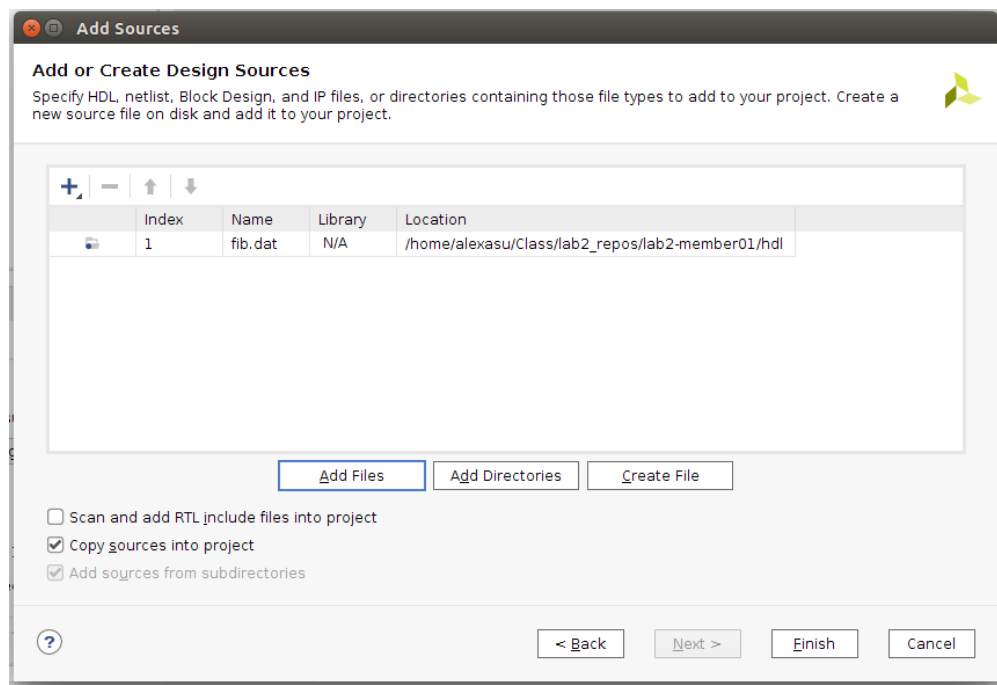 Add Sources
Add or Create Design Sources
Specify HDL, netlist, Block Design, and IP files, or directories containing those file types to add to your project. Create a
new source file on disk and add it to your project.
Index Name Library Location
1 fib.dat N/A /home/alexasu/Class/lab2_repos/lab2-member01/hdl
Add Files Add Directories Create File
Scan and add RTL include files into project
Copy sources into project
Add sources from subdirectories
? < Back Next > Finish Cancel